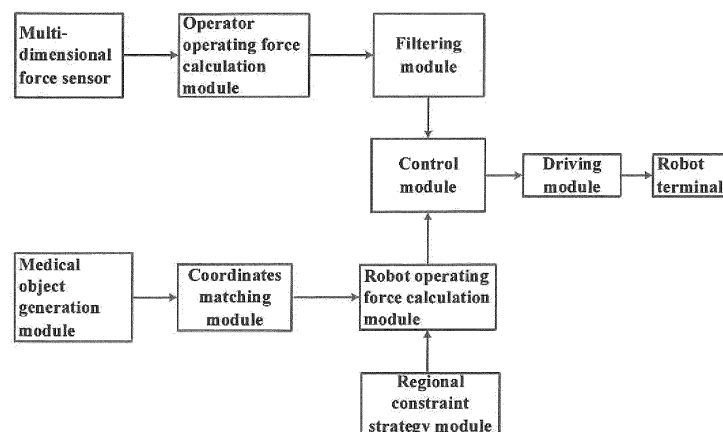 Multi-
dimensional
force sensor
Operator
operating force
calculation
module
Filtering
module
Control
module
Driving
module
Robot
terminal
Medical
object
generation
module
Coordinates
matching
module
Robot operating
force calculation
module
Regional
constraint
strategy module